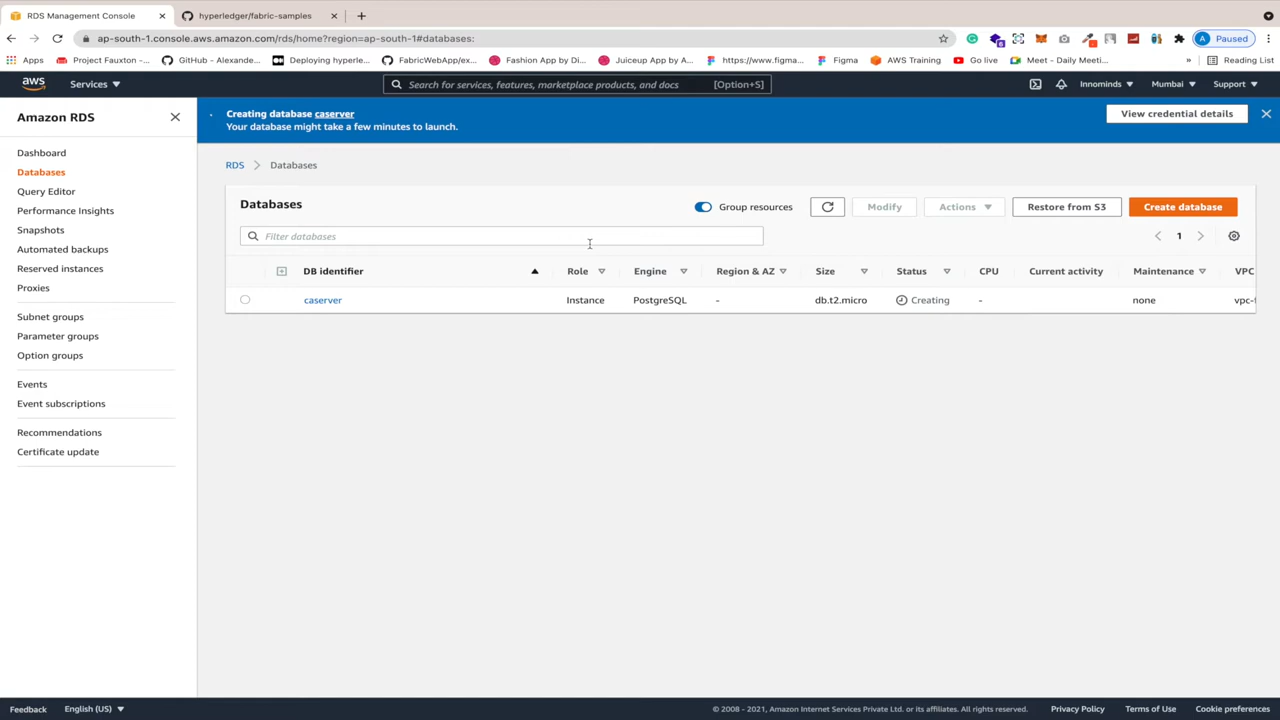 RDS Management Console
hyperledger/fabric-samples
ap-south-1.console.aws.amazon.com/rds/home?region=ap-south-1#databases:
A Paused
Apps
Project Fauxton -...
GitHub - Alexande...
Deploying hyperle...
FabricWebApp/ex...
Fashion App by Di...
Juiceup App by A...
https://www.figma...
Figma
AWS Training
Go live
Meet - Daily Meeti...
»
Reading List
aws
Services
Search for services, features, marketplace products, and docs
[Option+S]
Innominds
Mumbai
Support
Amazon RDS
Dashboard
Databases
Query Editor
Performance Insights
Snapshots
Automated backups
Reserved instances
Proxies
Subnet groups
Parameter groups
Option groups
Events
Event subscriptions
Recommendations
Certificate update
Creating database caserver
Your database might take a few minutes to launch.
View credential details
RDS > Databases
Databases
Group resources
Modify
Actions
Restore from S3
Create database
Filter databases
1
DB identifier Role Engine Region & AZ Size Status CPU Current activity Maintenance VPC
caserver Instance PostgreSQL - db.t2.micro Creating - none vpc-f
Feedback
English (US)
© 2008 - 2021, Amazon Internet Services Private Ltd. or its affiliates. All rights reserved.
Privacy Policy
Terms of Use
Cookie preferences